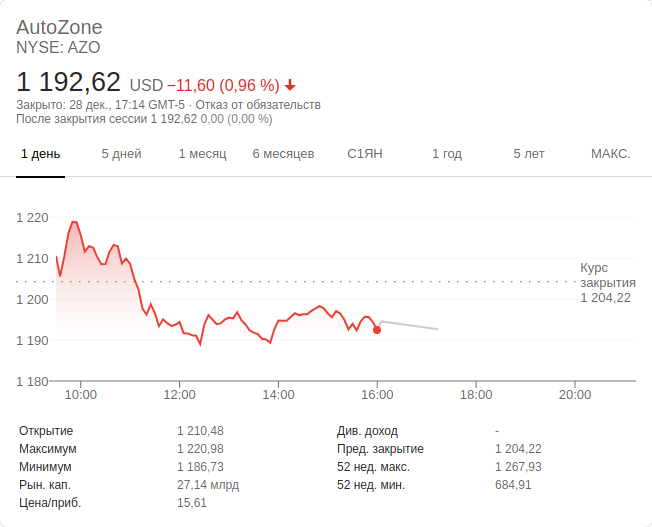 AutoZone
NYSE: AZO
1 192,62 USD −11,60 (0,96 %)
Закрыто: 28 дек., 17:14 GMT-5 · Отказ от обязательств
После закрытия сессии 1 192,62 0,00 (0,00 %)
1 день 5 дней 1 месяц 6 месяцев С1ЯН 1 год 5 лет МАКС.
1 220
1 210
Курс
закрытия
1 204,22
1 200
1 190
1 180
10:00 12:00 14:00 16:00 18:00 20:00
Открытие 1 210,48 Див. доход -
Максимум 1 220,98 Пред. закрытие 1 204,22
Минимум 1 186,73 52 нед. макс. 1 267,93
Рын. кап. 27,14 млрд 52 нед. мин. 684,91
Цена/приб. 15,61